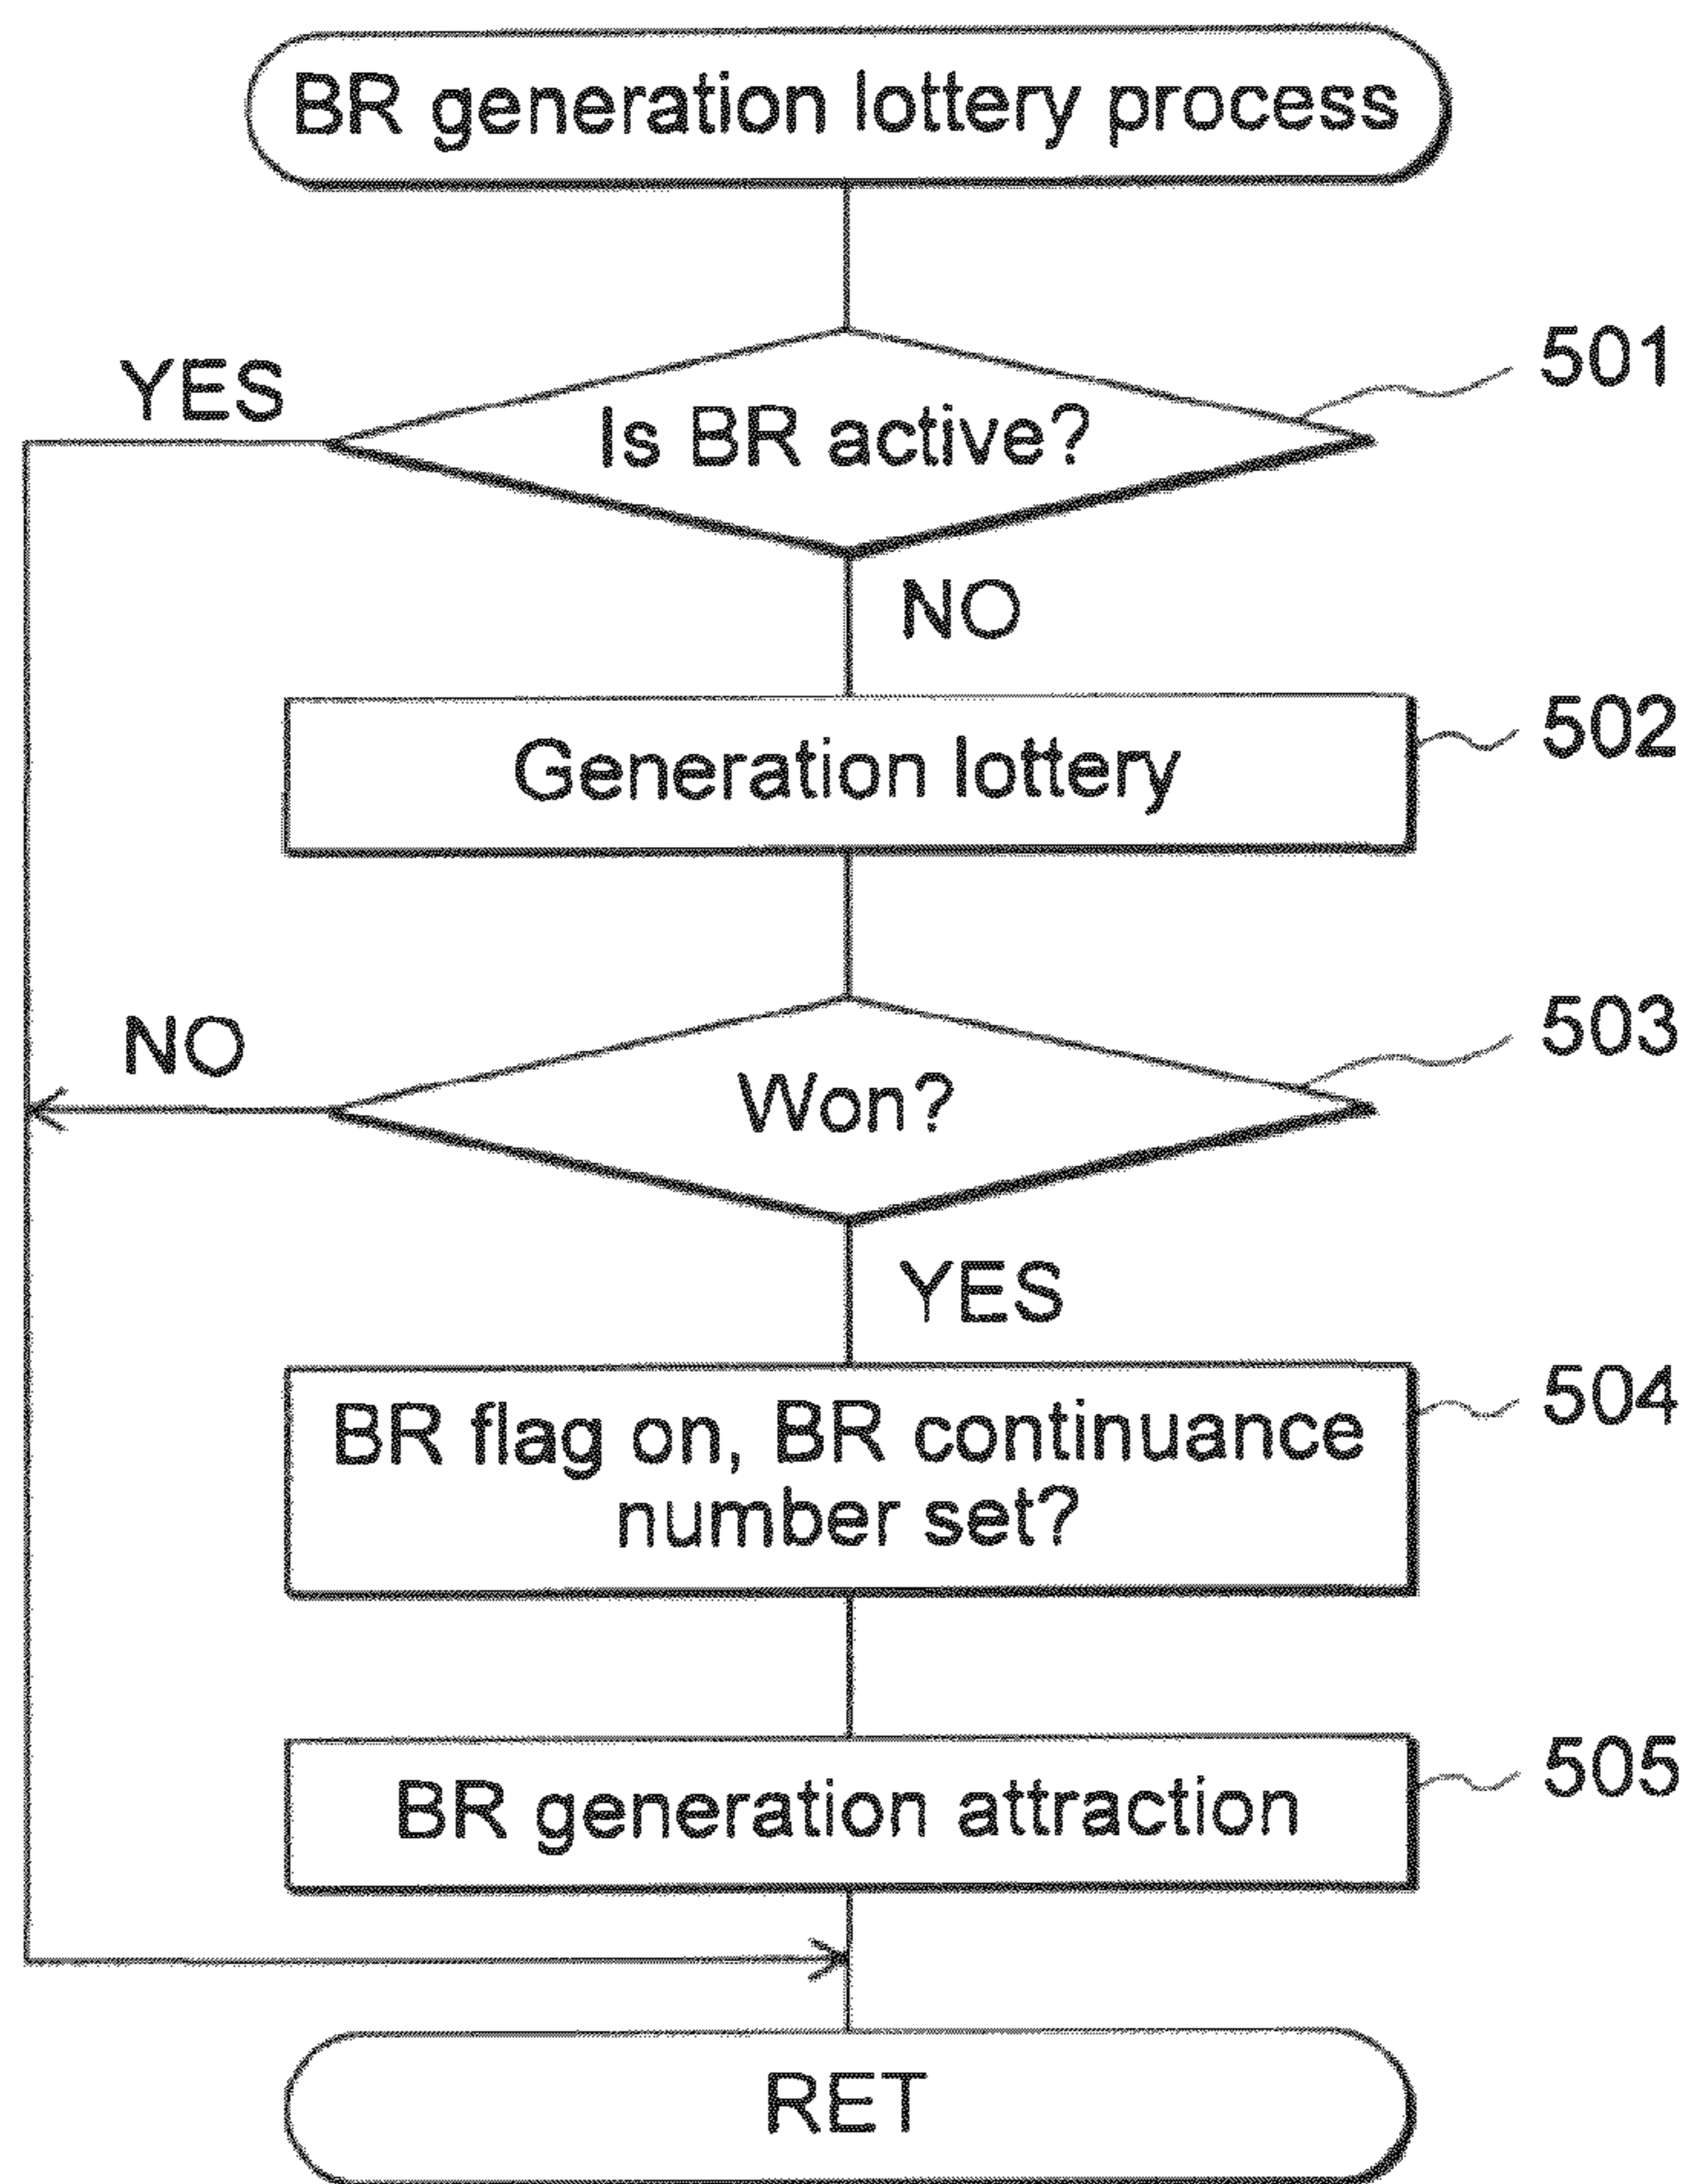 BR generation lottery process
501
YES
Is BR active?
NO
502
Generation lottery
503
NO
Won?
YES
504
BR flag on, BR continuance
number set?
505
BR generation attraction
RET